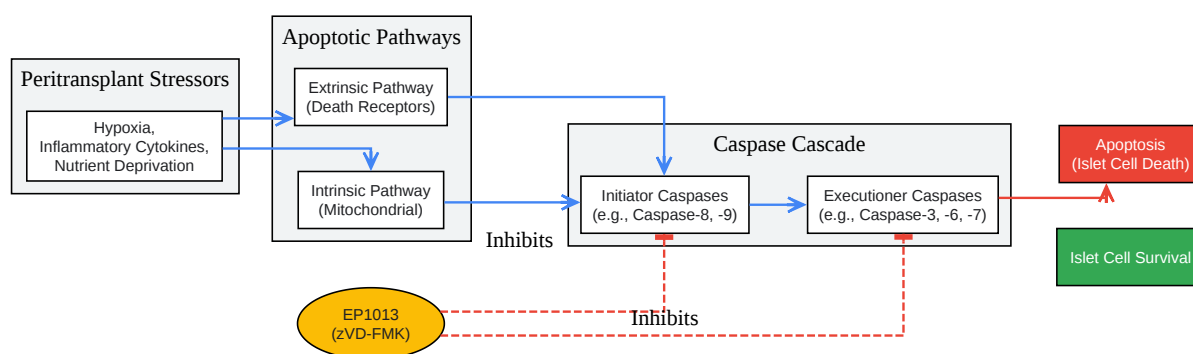 Peritransplant Stressors
Hypoxia,
Inflammatory Cytokines,
Nutrient Deprivation
Apoptotic Pathways
Extrinsic Pathway
(Death Receptors)
Intrinsic Pathway
(Mitochondrial)
Caspase Cascade
Initiator Caspases
(e.g., Caspase-8, -9)
Executioner Caspases
(e.g., Caspase-3, -6, -7)
Apoptosis
(Islet Cell Death)
Islet Cell Survival
Inhibits
EP1013
(zVD-FMK)
Inhibits